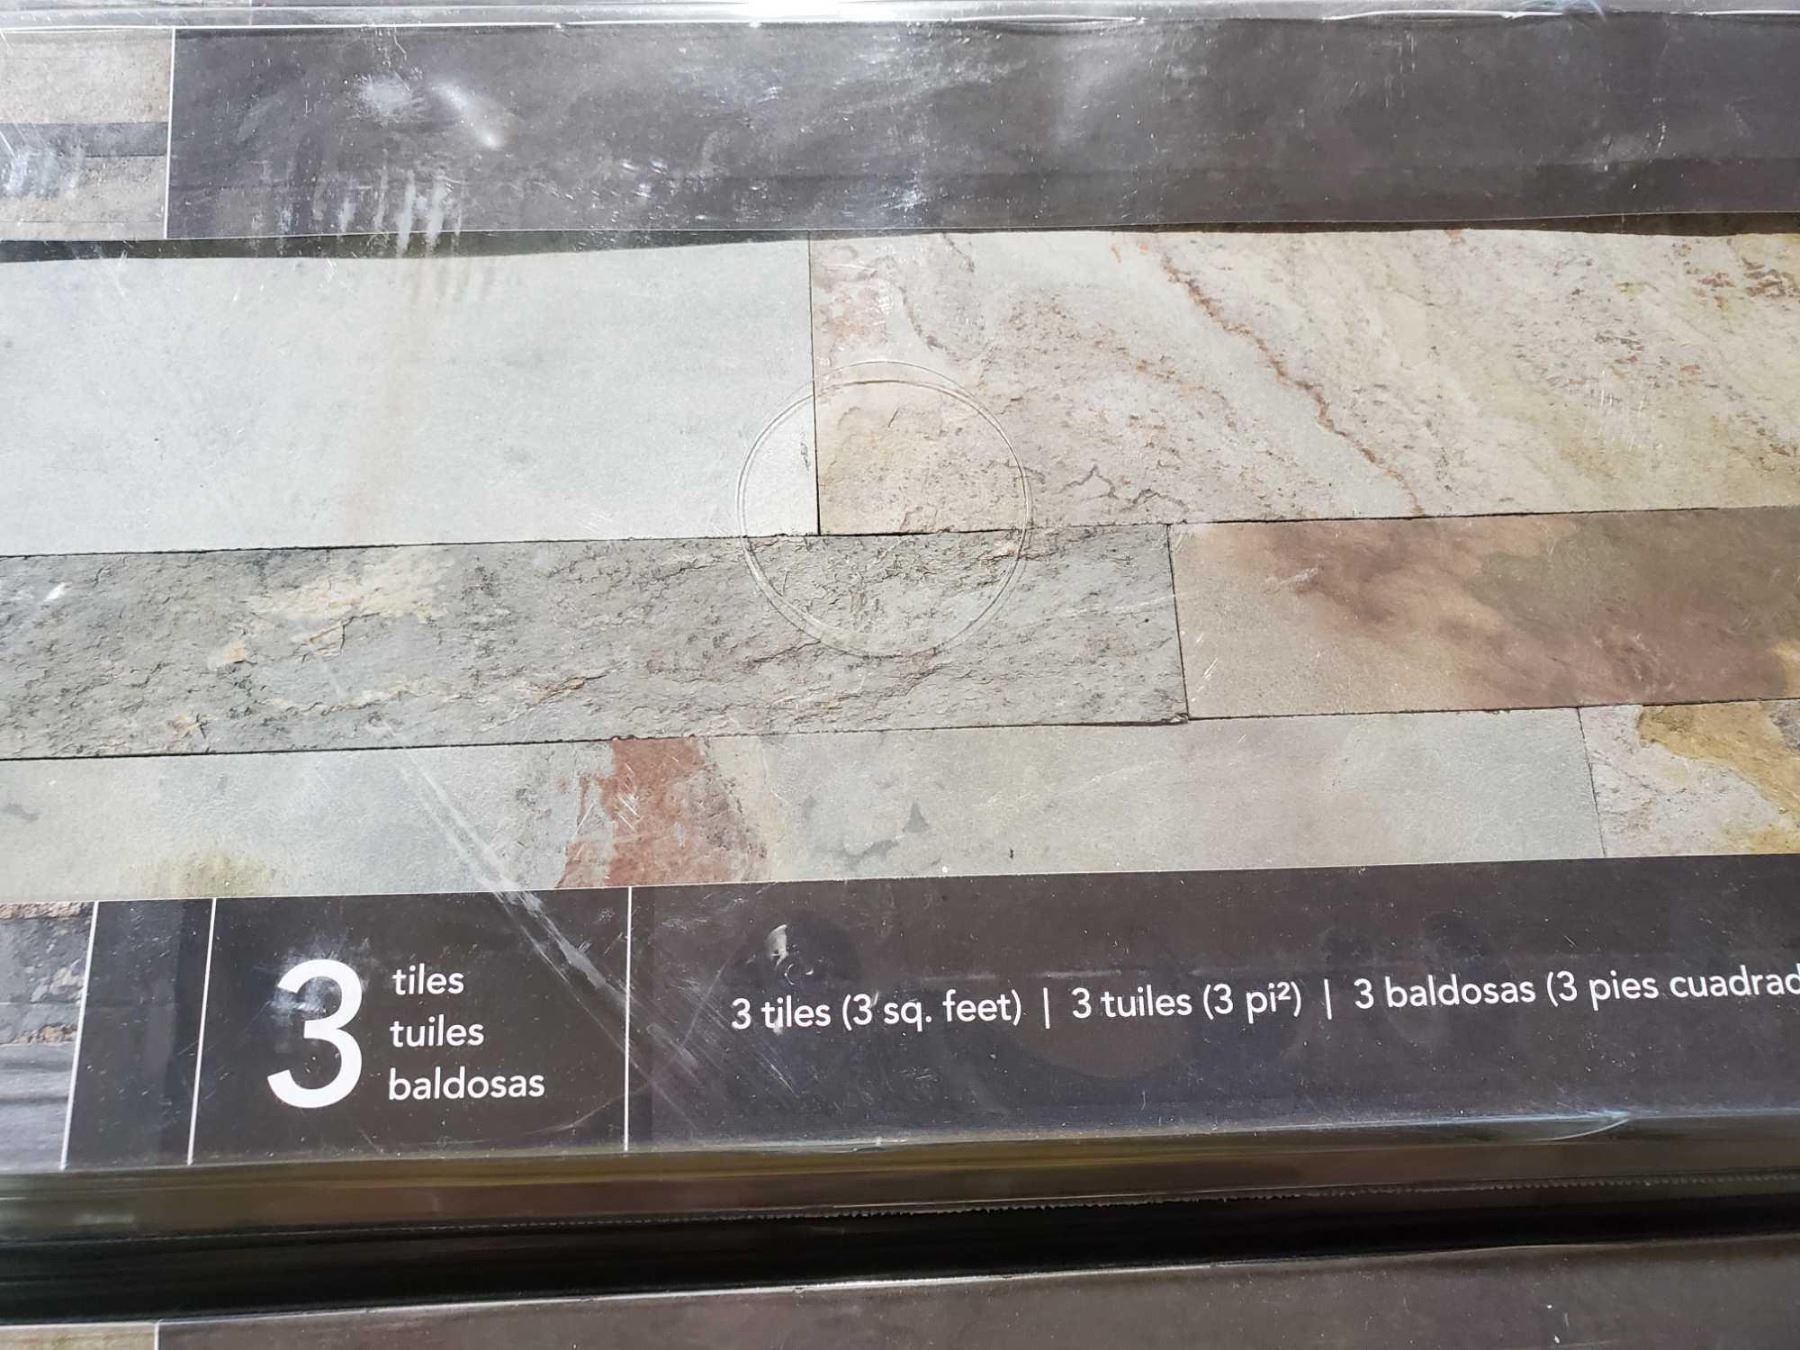 3
tiles
tuiles
baldosas
3 tiles (3 sq. feet) | 3 tuiles (3 pi²) | 3 baldosas (3 pies cuadrad